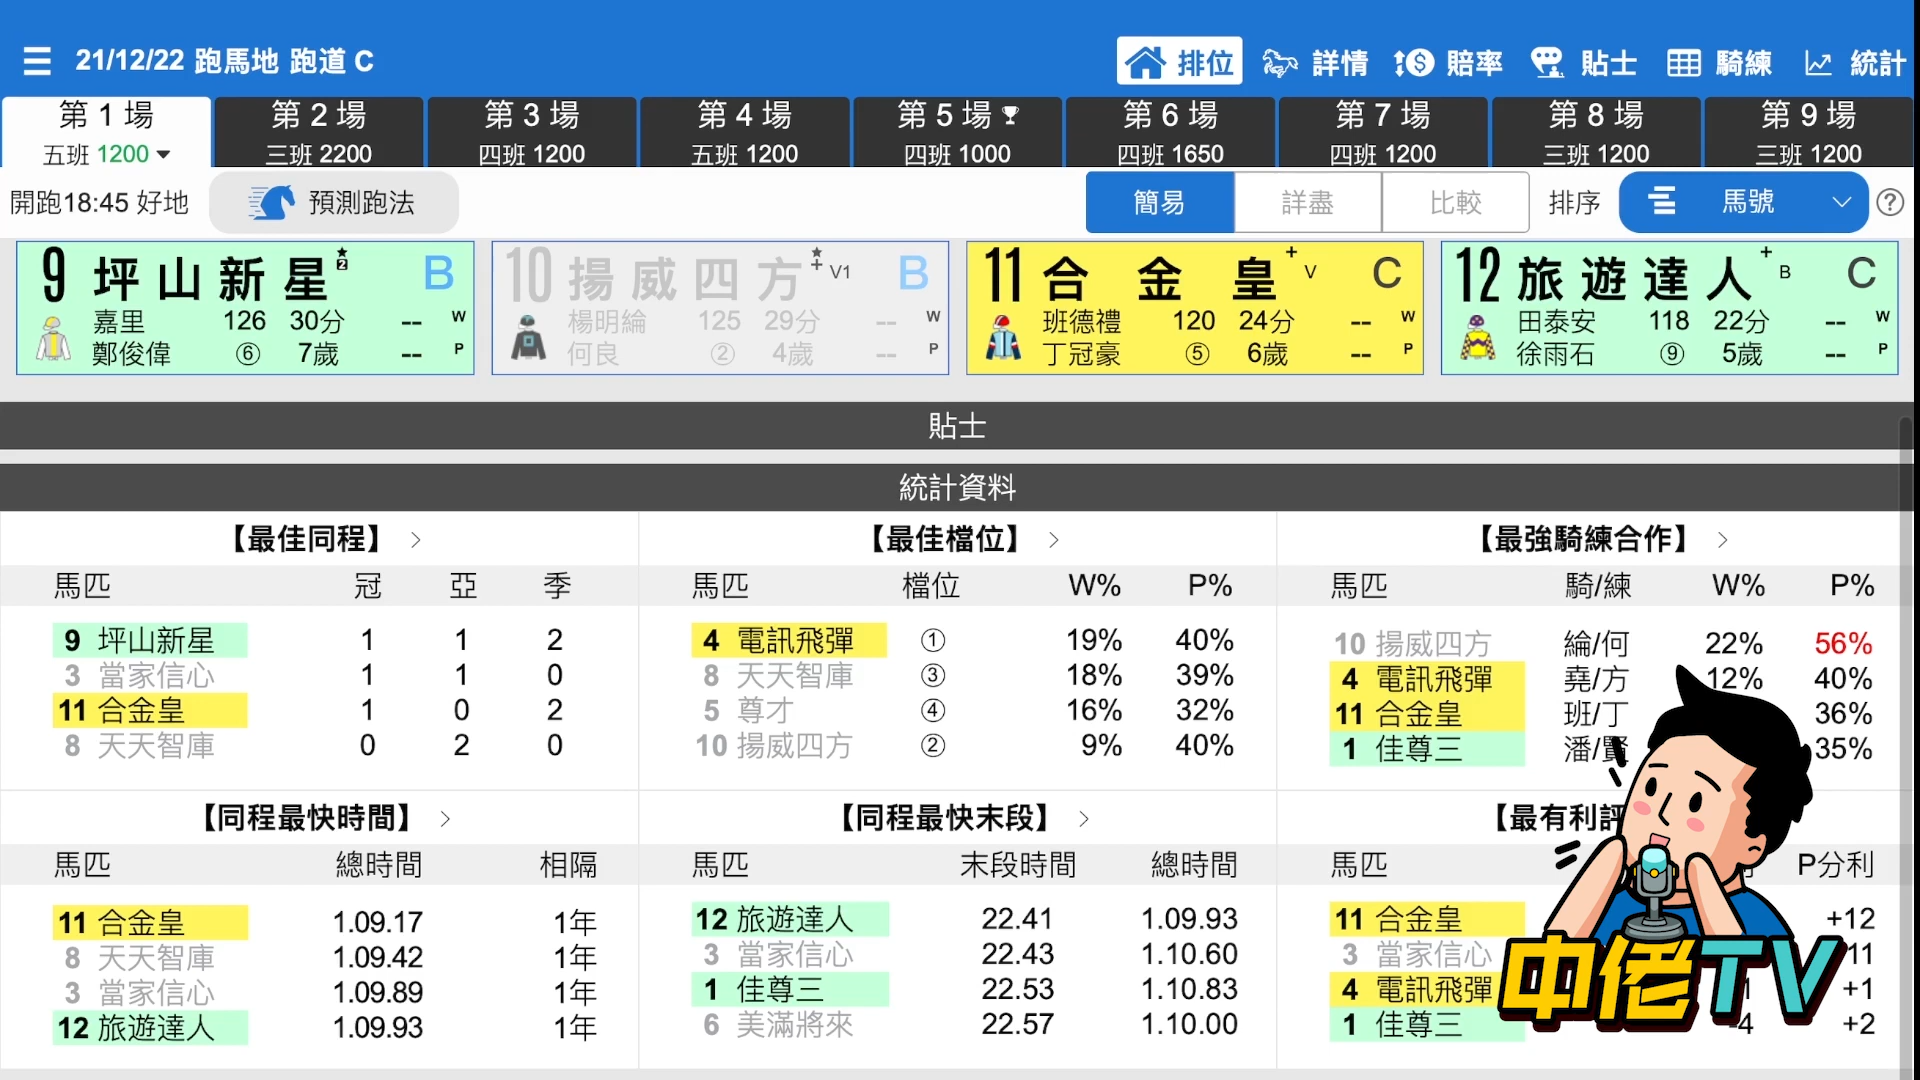 21/12/22 跑馬地 跑道 C
排位 詳情 賠率 貼士 騎練 統計
第 1 場 第 2 場 第 3 場 第 4 場 第 5 場 第 6 場 第 7 場 第 8 場 第 9 場
五班 1200 三班 2200 四班 1200 五班 1200 四班 1000 四班 1650 四班 1200 三班 1200 三班 1200
開跑18:45 好地 預測跑法 簡易 詳盡 比較 排序 馬號 ?
9 坪山新星 2 B
嘉里 126 30分 -- W
鄭俊偉 ⑥ 7歲 -- P
10 揚威四方 + V1 B
楊明綸 125 29分 -- W
何良 ② 4歲 -- P
11 合金皇 + V C
班德禮 120 24分 -- W
丁冠豪 ⑤ 6歲 -- P
12 旅遊達人 + B C
田泰安 118 22分 -- W
徐雨石 ⑨ 5歲 -- P
貼士
統計資料
【最佳同程】 >
馬匹 冠 亞 季
9 坪山新星 1 1 2
3 當家信心 1 1 0
11 合金皇 1 0 2
8 天天智庫 0 2 0
【最佳檔位】 >
馬匹 檔位 W% P%
4 電訊飛彈 ① 19% 40%
8 天天智庫 ③ 18% 39%
5 尊才 ④ 16% 32%
10 揚威四方 ② 9% 40%
【最強騎練合作】 >
馬匹 騎/練 W% P%
10 揚威四方 綸/何 22% 56%
4 電訊飛彈 堯/方 12% 40%
11 合金皇 班/丁 36%
1 佳尊三 潘/賢 35%
【同程最快時間】 >
馬匹 總時間 相隔
11 合金皇 1.09.17 1年
8 天天智庫 1.09.42 1年
3 當家信心 1.09.89 1年
12 旅遊達人 1.09.93 1年
【同程最快末段】 >
馬匹 末段時間 總時間
12 旅遊達人 22.41 1.09.93
3 當家信心 22.43 1.10.60
1 佳尊三 22.53 1.10.83
6 美滿將來 22.57 1.10.00
【最有利評
馬匹 P分利
11 合金皇 +12
3 當家信心 11
4 電訊飛彈 +1
1 佳尊三 -4 +2
中佬TV